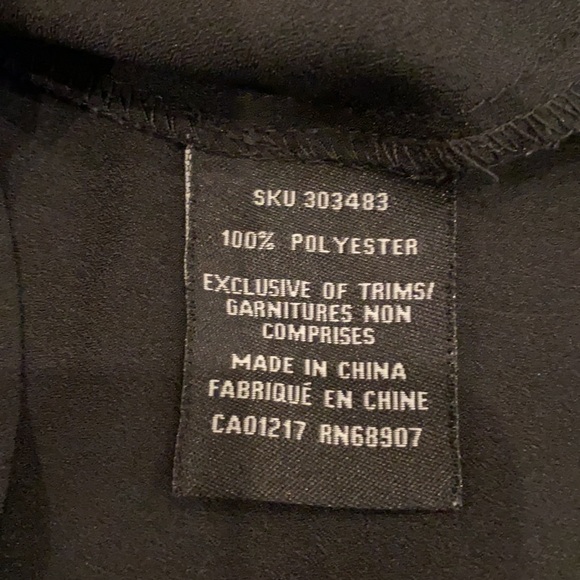 SKU 303483
100% POLYESTER
EXCLUSIVE OF TRIMS/
GARNITURES NON
COMPRISES
MADE IN CHINA
FABRIQUÉ EN CHINE
CA01217 RN68907